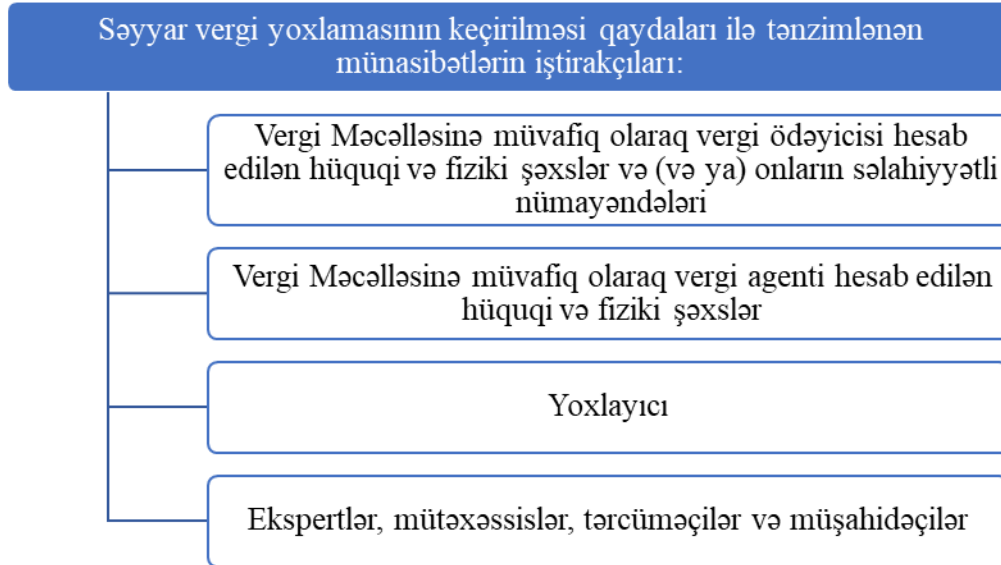 Səyyar vergi yoxlamasının keçirilməsi qaydaları ilə tənzimlənən
münasibətlərin iştirakçıları:
Vergi Məcəlləsinə müvafiq olaraq vergi ödəyicisi hesab
edilən hüquqi və fiziki şəxslər və (və ya) onların səlahiyyətli
nümayəndələri
Vergi Məcəlləsinə müvafiq olaraq vergi agenti hesab edilən
hüquqi və fiziki şəxslər
Yoxlayıcı
Ekspertlər, mütəxəssislər, tərcüməçilər və müşahidəçilər